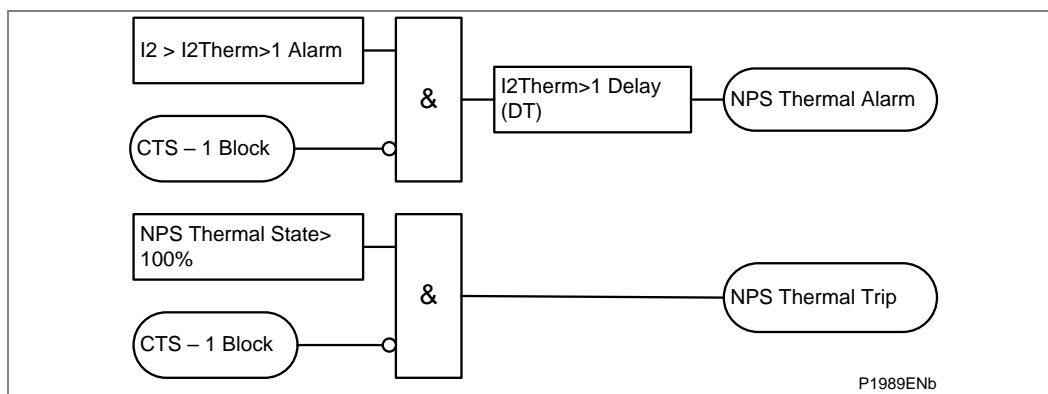 I2 > I2Therm>1 Alarm
&
I2Therm>1 Delay
(DT)
NPS Thermal Alarm
CTS – 1 Block
NPS Thermal State>
100%
&
NPS Thermal Trip
CTS – 1 Block
P1989ENb